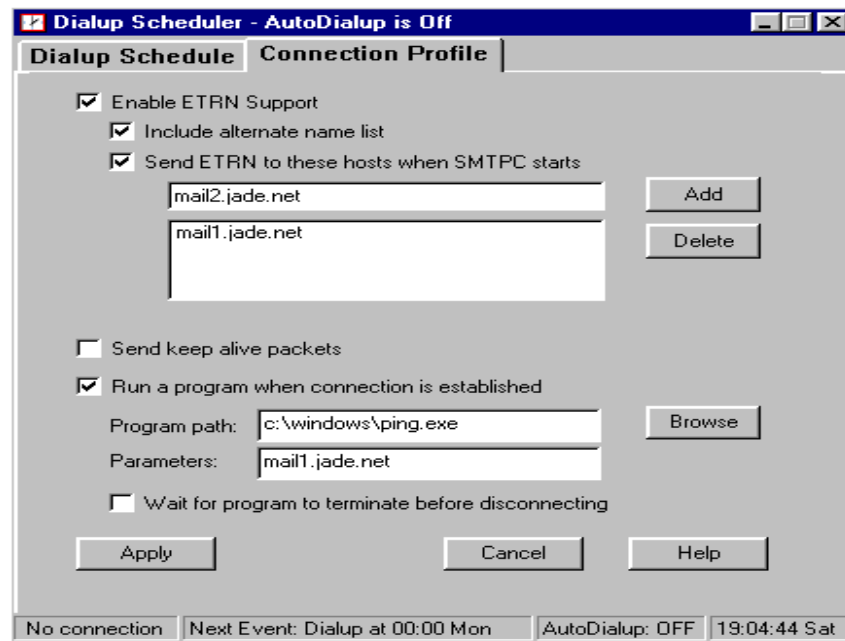 Dialup Scheduler - AutoDialup is Off
Dialup Schedule Connection Profile
Enable ETRN Support
Include alternate name list
Send ETRN to these hosts when SMTPC starts
mail2.jade.net Add
mail1.jade.net Delete
Send keep alive packets
Run a program when connection is established
Program path: c:\windows\ping.exe Browse
Parameters: mail1.jade.net
Wait for program to terminate before disconnecting
Apply Cancel Help
No connection Next Event: Dialup at 00:00 Mon AutoDialup: OFF 19:04:44 Sat